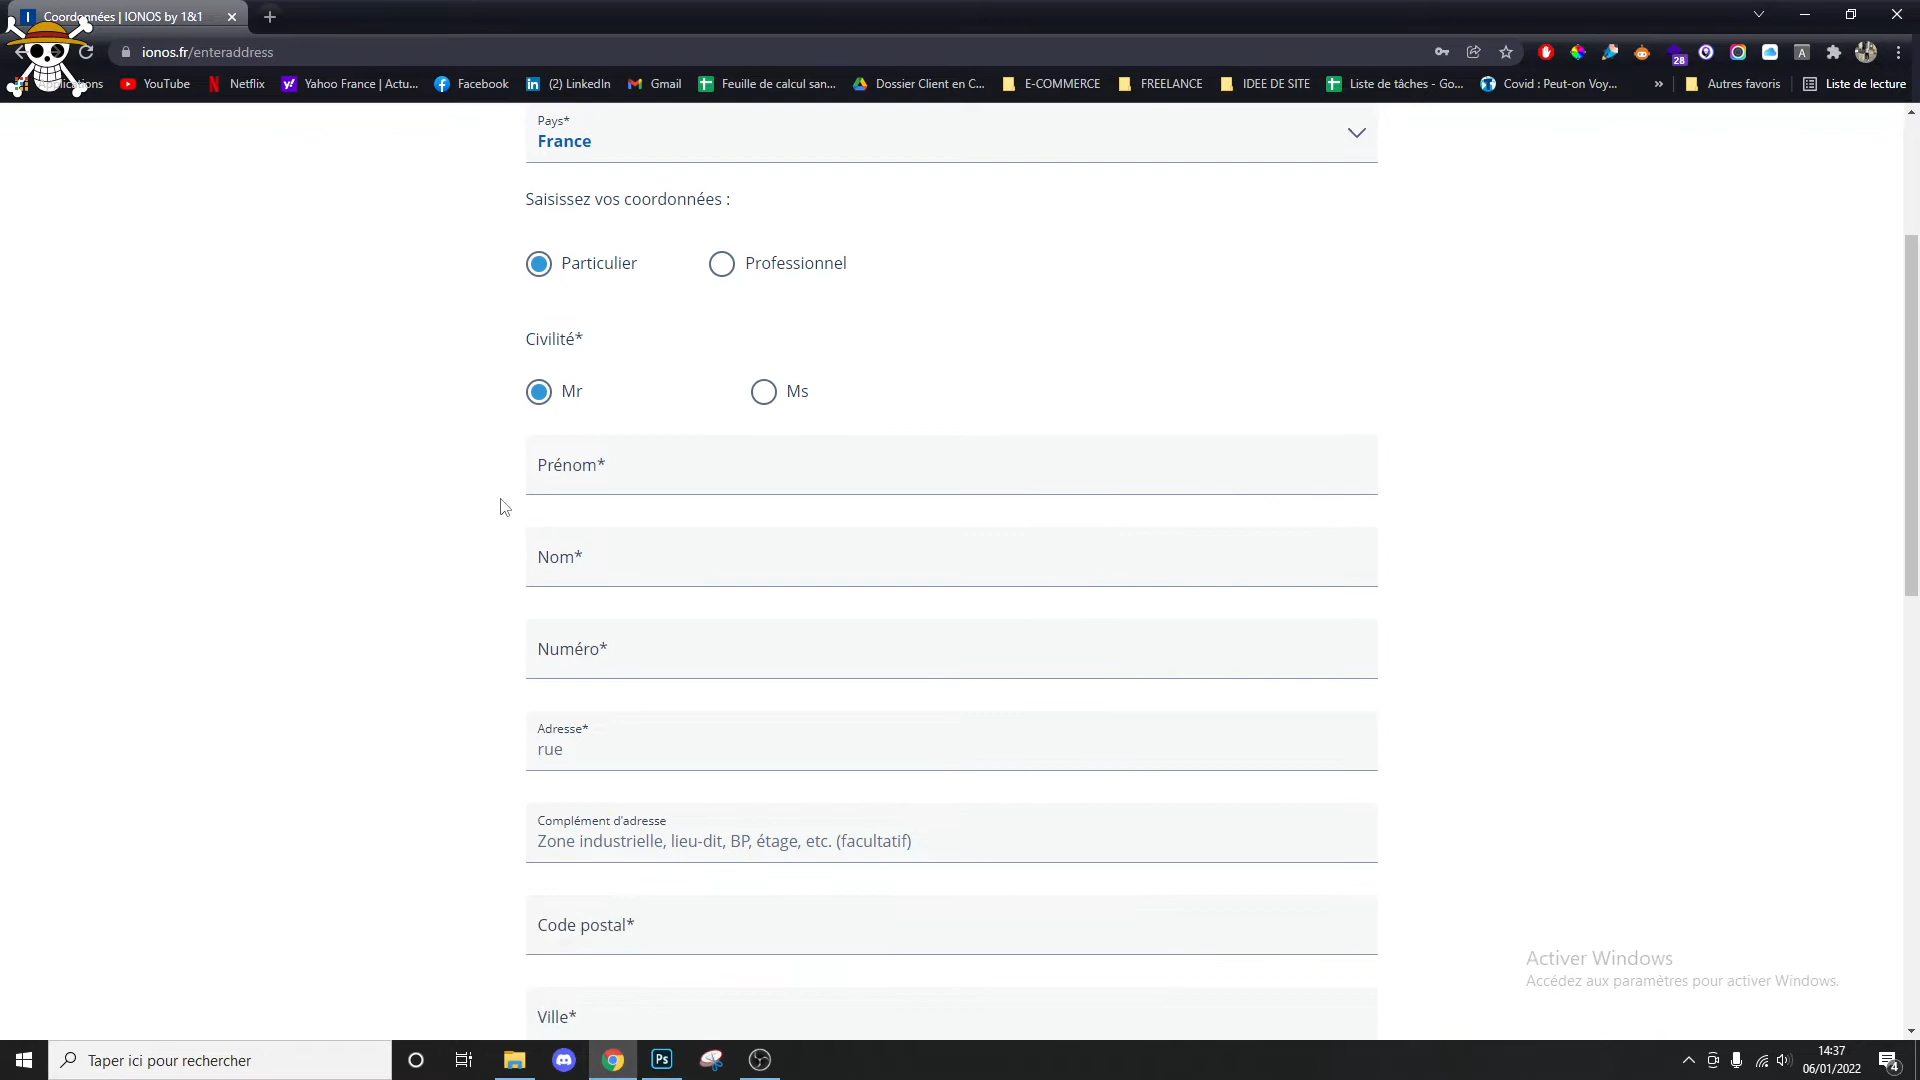 Coordonnées | IONOS by 1&1
ionos.fr/enteraddress
28
A
YouTube
Netflix
Yahoo France | Actu...
Facebook
(2) LinkedIn
Gmail
Feuille de calcul san...
Dossier Client en C...
E-COMMERCE
FREELANCE
IDEE DE SITE
Liste de tâches - Go...
Covid : Peut-on Voy...
»
Autres favoris
Liste de lecture
Pays*
France
Saisissez vos coordonnées :
Particulier
Professionnel
Civilité*
Mr
Ms
Prénom*
Nom*
Numéro*
Adresse*
rue
Complément d'adresse
Zone industrielle, lieu-dit, BP, étage, etc. (facultatif)
Code postal*
Ville*
Activer Windows
Accédez aux paramètres pour activer Windows.
Taper ici pour rechercher
Ps
14:37
06/01/2022
4